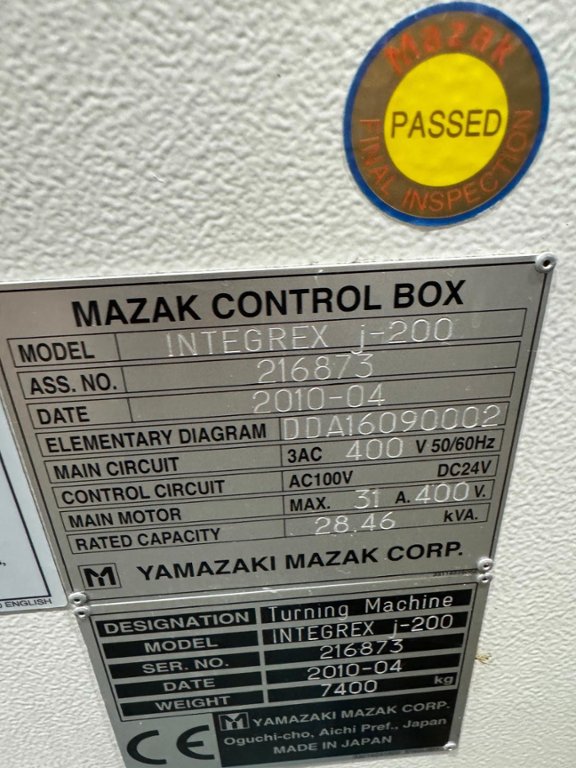 Mazak
PASSED
FINAL INSPECTION
MAZAK CONTROL BOX
MODEL INTEGREX j-200
ASS. NO. 216873
DATE 2010-04
ELEMENTARY DIAGRAM DDA16090002
MAIN CIRCUIT 3AC 400 V 50/60Hz
CONTROL CIRCUIT AC100V DC24V
MAIN MOTOR MAX. 31 A. 400 V.
RATED CAPACITY 28.46 kVA.
M YAMAZAKI MAZAK CORP.
ENGLISH
DESIGNATION Turning Machine
MODEL INTEGREX j-200
SER. NO. 216873
DATE 2010-04
WEIGHT 7400 kg
M YAMAZAKI MAZAK CORP.
Oguchi-cho, Aichi Pref., Japan
MADE IN JAPAN
CE